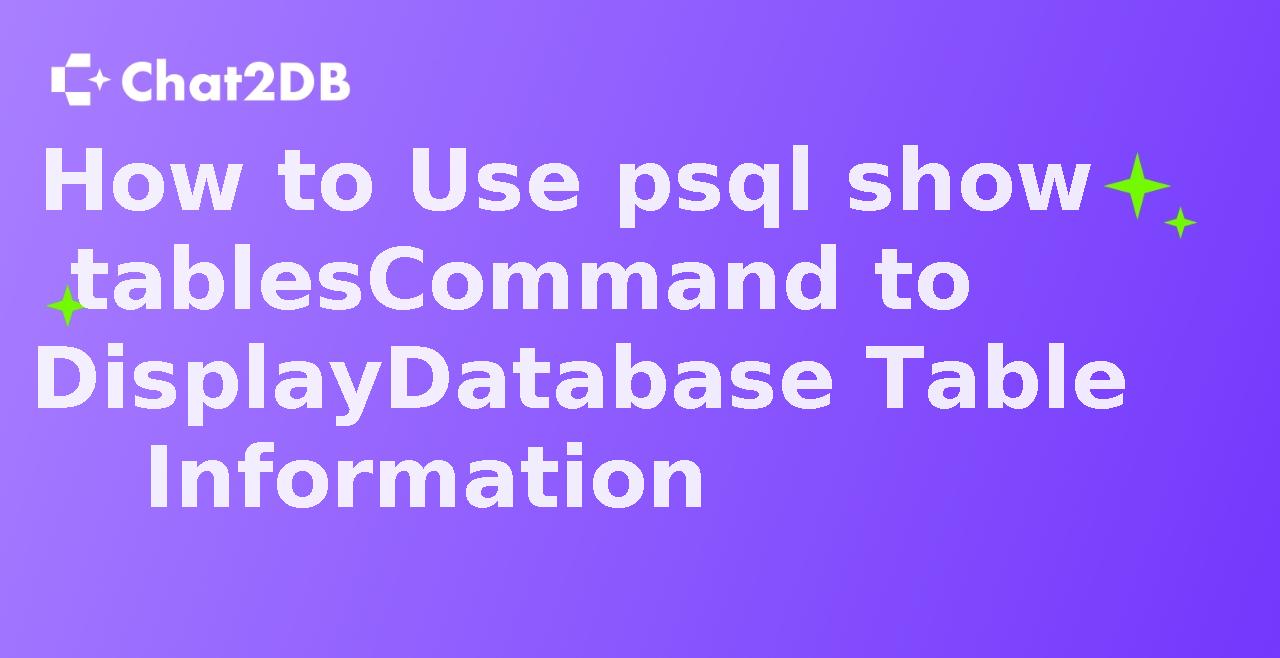 Chat2DB
How to Use psql show
tablesCommand to
DisplayDatabase Table
Information